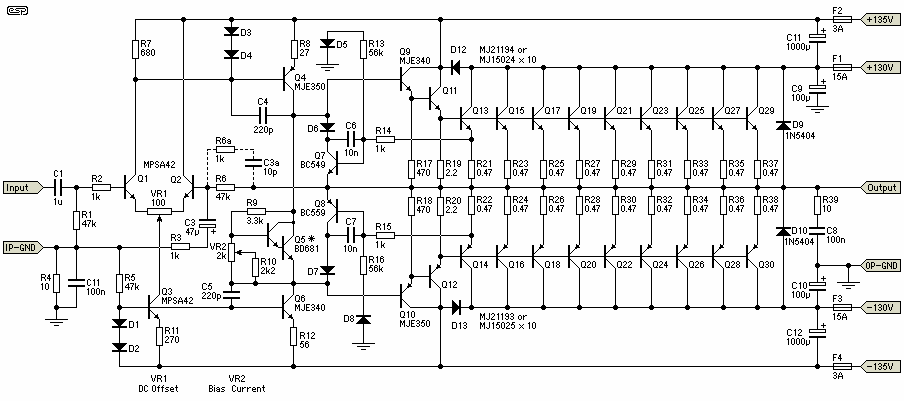 esp
F2
3A
+135V
C11
1000µ
F1
15A
+130V
C9
100µ
R7
680
D3
D4
R8
27
D5
R13
56k
Q9
MJE340
D12
MJ21194 or
MJ15024 x 10
Q4
MJE350
Q11
C4
220p
Q13
Q15
Q17
Q19
Q21
Q23
Q25
Q27
Q29
D6
C6
10n
R14
1k
D9
1N5404
R6a
1k
C3a
10p
MPSA42
Q7
BC549
R17
470
R19
2.2
R21
0.47
R23
0.47
R25
0.47
R27
0.47
R29
0.47
R31
0.47
R33
0.47
R35
0.47
R37
0.47
Input
C1
1u
R2
1k
Q1
VR1
100
Q2
R6
47k
Output
R1
47k
C3
47µ
R9
3.3k
Q8
BC559
R18
470
R20
2.2
R22
0.47
R24
0.47
R26
0.47
R28
0.47
R30
0.47
R32
0.47
R34
0.47
R36
0.47
R38
0.47
R39
10
IP-GND
R3
1k
VR2
2k
R10
2k2
Q5 *
BD681
C7
10n
R15
1k
R16
56k
D10
1N5404
C8
100n
R4
10
C11
100n
R5
47k
Q3
MPSA42
C5
220p
D7
Q12
Q14
Q16
Q18
Q20
Q22
Q24
Q26
Q28
Q30
OP-GND
C10
100µ
D1
D2
R11
270
Q6
MJE340
R12
56
D8
Q10
MJE350
D13
MJ21193 or
MJ15025 x 10
F3
15A
-130V
C12
1000µ
F4
3A
-135V
VR1
DC Offset
VR2
Bias Current